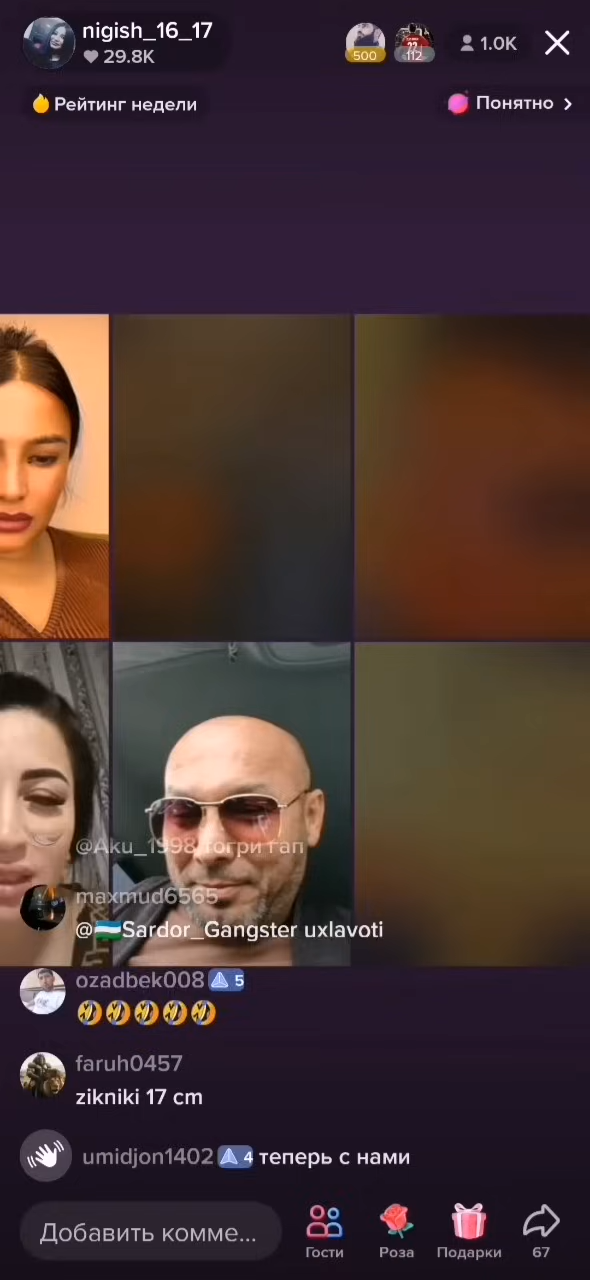 nigish_16_17
29.8K
500
112
1.0K
Рейтинг недели
Понятно
@Aku_1998 тогри гап
maxmud6565
@🇺🇿Sardor_Gangster uxlavoti
ozadbek008 5
🤣🤣🤣🤣🤣
faruh0457
zikniki 17 cm
umidjon1402 4 теперь с нами
Добавить комме...
Гости
Роза
Подарки
67